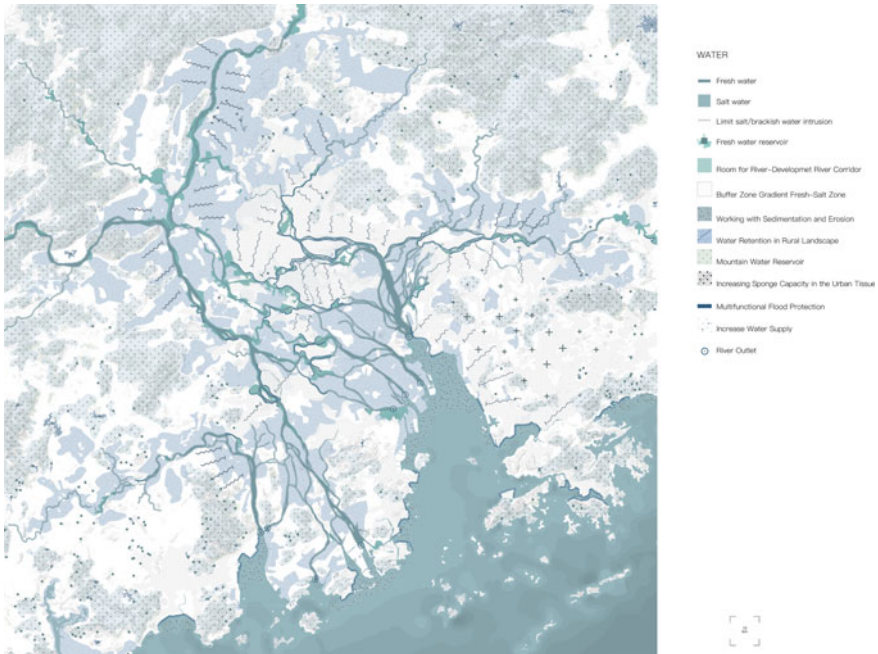 WATER
Fresh water
Salt water
Limit salt/brackish water intrusion
Fresh water reservoir
Room for River-Developmet River Corridor
Buffer Zone Gradient Fresh-Salt Zone
Working with Sedimentation and Erosion
Water Retention in Rural Landscape
Mountain Water Reservoir
Increasing Sponge Capacity in the Urban Tissue
Multifunctional Flood Protection
Increase Water Supply
River Outlet